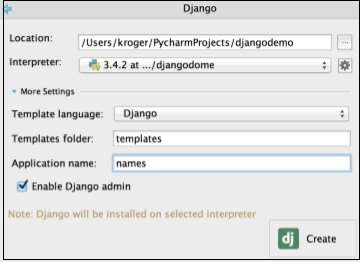 Django
Location: /Users/kroger/PycharmProjects/djangodemo ...
Interpreter: 3.4.2 at .../djangodome
More Settings
Template language: Django
Templates folder: templates
Application name: names
Enable Django admin
Note: Django will be installed on selected interpreter
dj Create